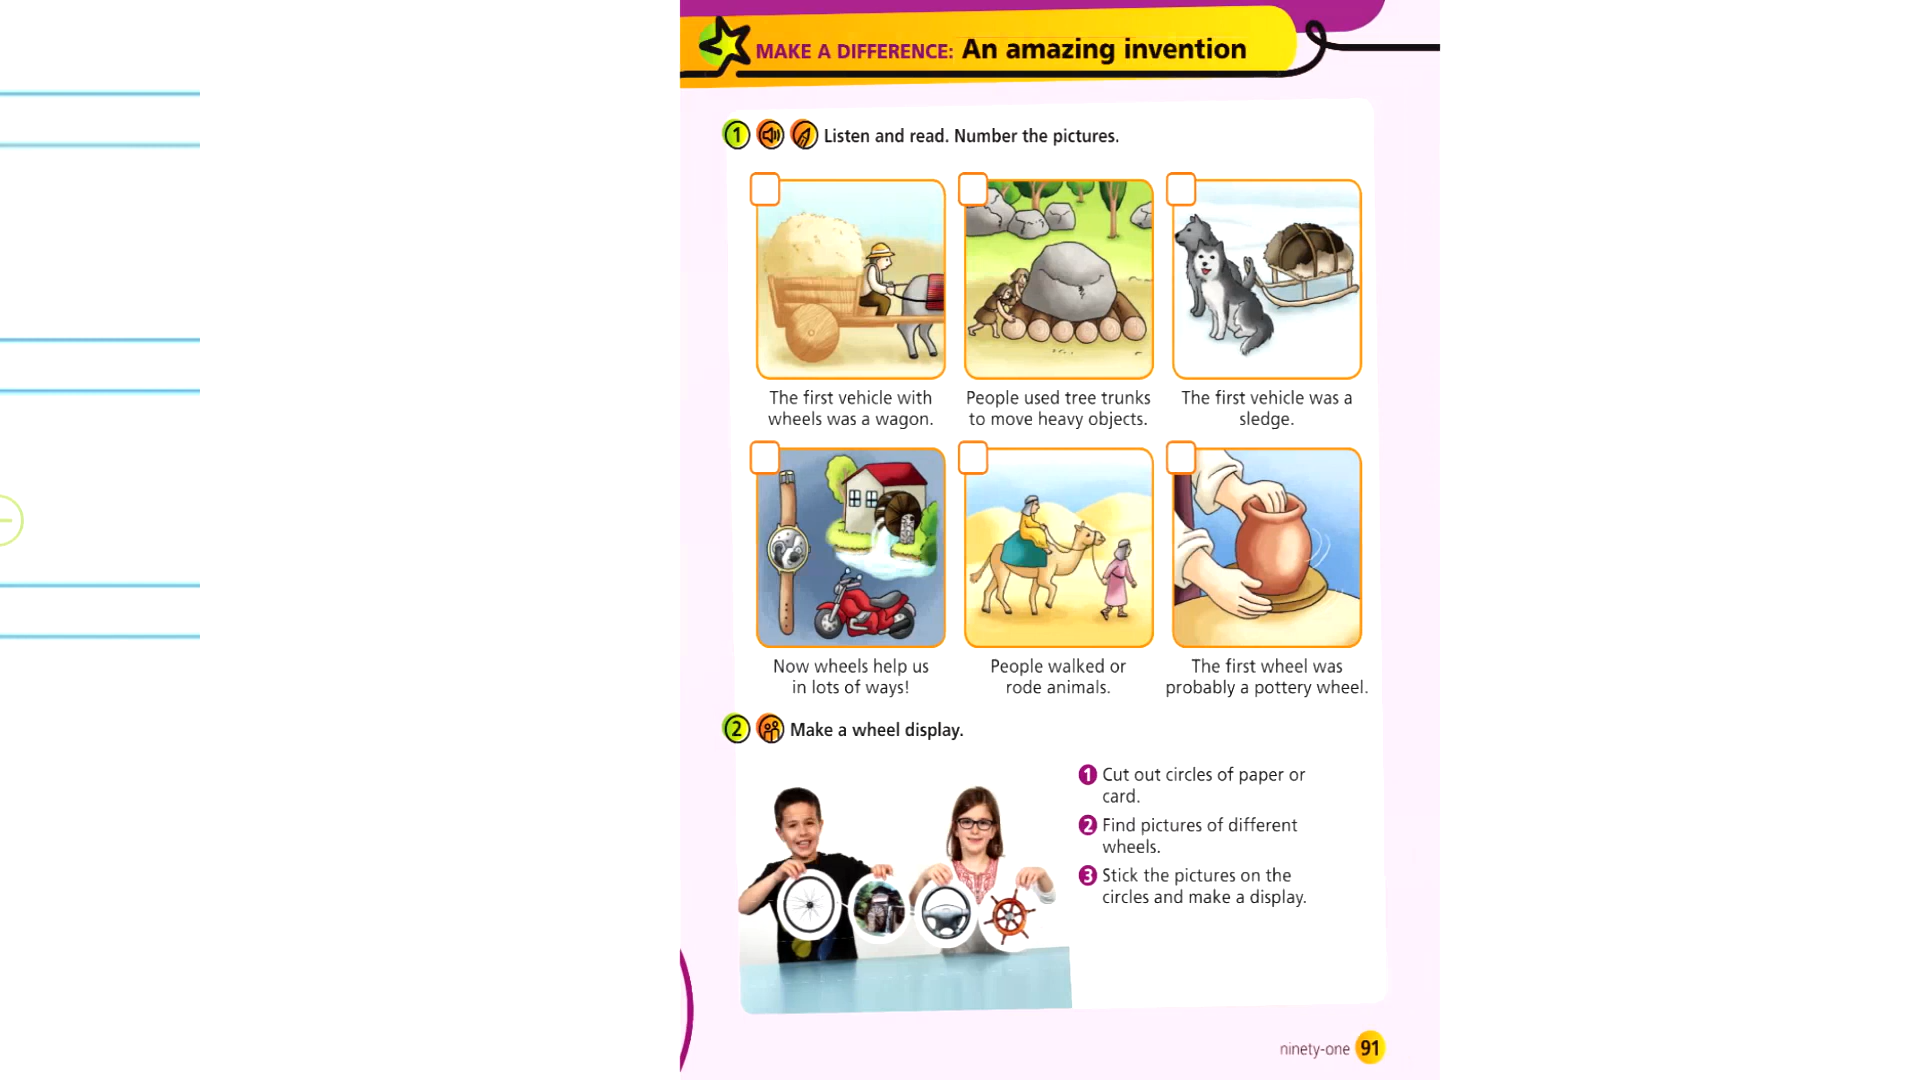 MAKE A DIFFERENCE: An amazing invention
1 Listen and read. Number the pictures.
The first vehicle with
wheels was a wagon.
People used tree trunks
to move heavy objects.
The first vehicle was a
sledge.
Now wheels help us
in lots of ways!
People walked or
rode animals.
The first wheel was
probably a pottery wheel.
2 Make a wheel display.
1 Cut out circles of paper or
card.
2 Find pictures of different
wheels.
3 Stick the pictures on the
circles and make a display.
ninety-one 91